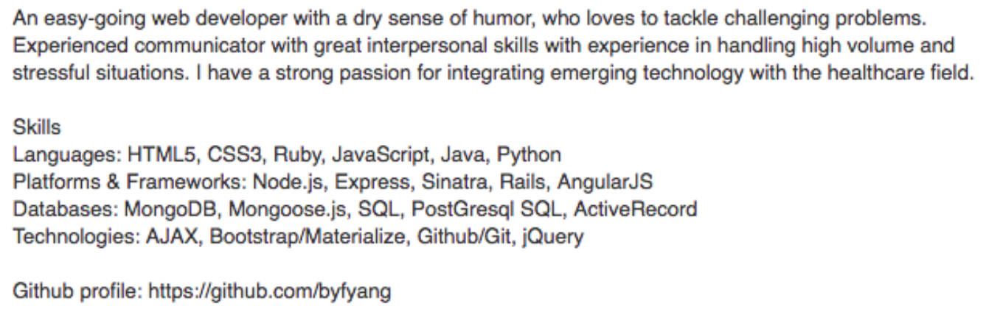 An easy-going web developer with a dry sense of humor, who loves to tackle challenging problems.
Experienced communicator with great interpersonal skills with experience in handling high volume and
stressful situations. I have a strong passion for integrating emerging technology with the healthcare field.
Skills
Languages: HTML5, CSS3, Ruby, JavaScript, Java, Python
Platforms & Frameworks: Node.js, Express, Sinatra, Rails, AngularJS
Databases: MongoDB, Mongoose.js, SQL, PostGresql SQL, ActiveRecord
Technologies: AJAX, Bootstrap/Materialize, Github/Git, jQuery
Github profile: https://github.com/byfyang